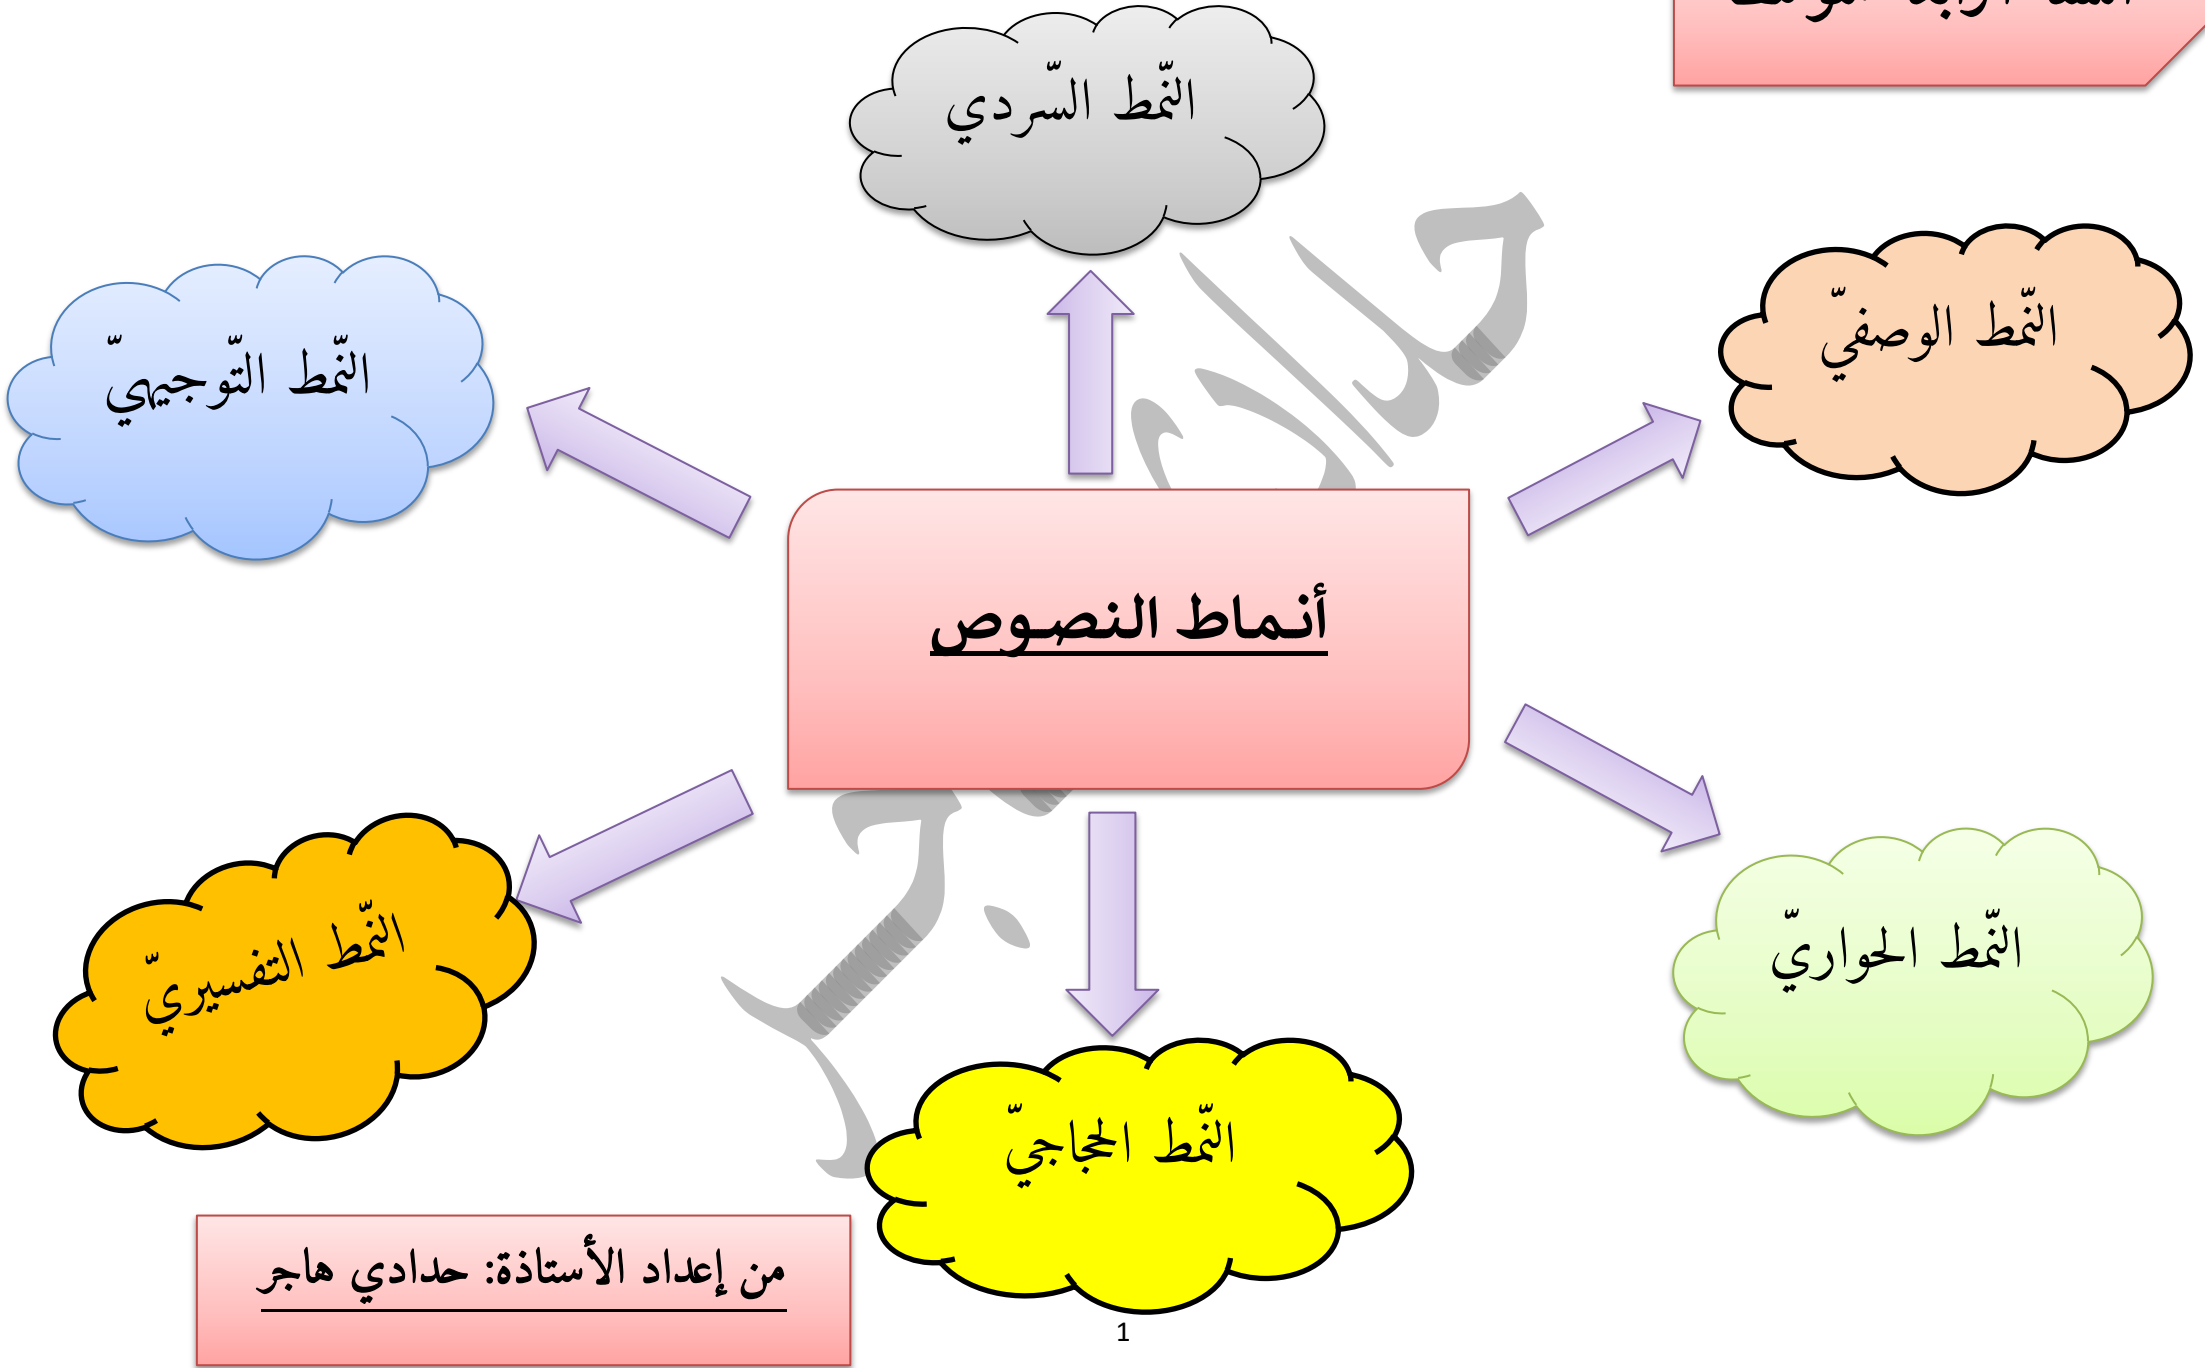 النّمط السّردي
النّمط الوصفيّ
النّمط التّوجيهيّ
أنماط النصوص
النّمط الحواريّ
النّمط التفسيريّ
النّمط الحجاجيّ
من إعداد الأستاذة: حدادي هاجر
1